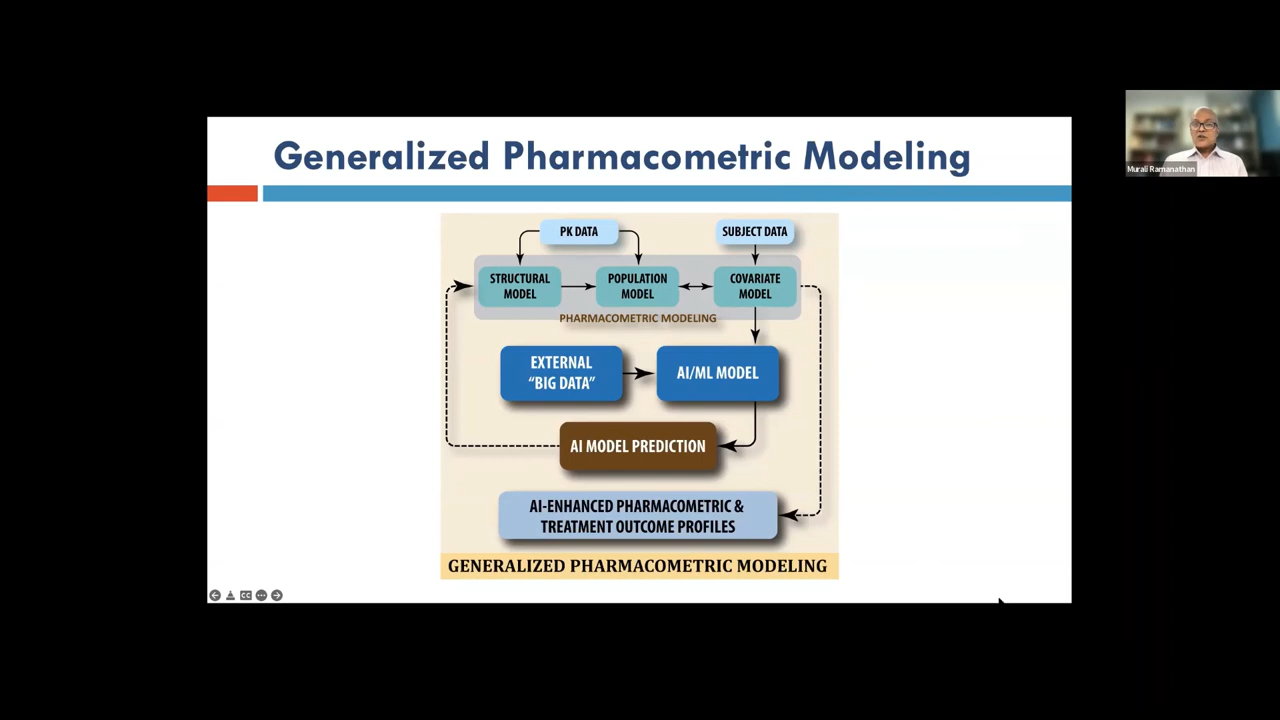 Generalized Pharmacometric Modeling
PK DATA
SUBJECT DATA
STRUCTURAL
MODEL
POPULATION
MODEL
COVARIATE
MODEL
PHARMACOMETRIC MODELING
EXTERNAL
“BIG DATA”
AI/ML MODEL
AI MODEL PREDICTION
AI-ENHANCED PHARMACOMETRIC &
TREATMENT OUTCOME PROFILES
GENERALIZED PHARMACOMETRIC MODELING
CC
Murali Ramanathan